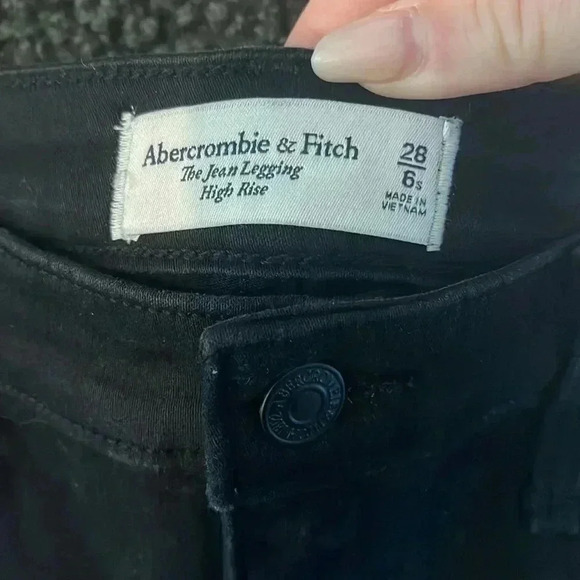 Abercrombie & Fitch
The Jean Legging
High Rise
28
6s
MADE IN
VIETNAM